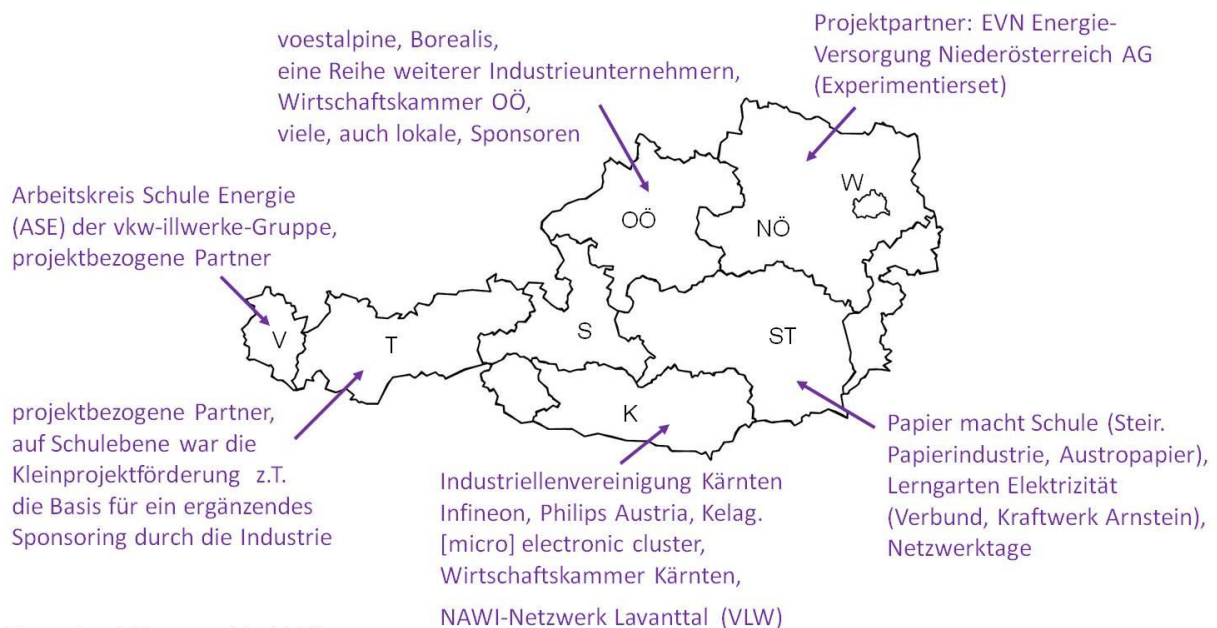 voestalpine, Borealis,
eine Reihe weiterer Industrieunternehmern,
Wirtschaftskammer OÖ,
viele, auch lokale, Sponsoren
Projektpartner: EVN Energie-
Versorgung Niederösterreich AG
(Experimentierset)
Arbeitskreis Schule Energie
(ASE) der vkw-illwerke-Gruppe,
projektbezogene Partner
W
OÖ
NÖ
V
T
S
ST
K
projektbezogene Partner,
auf Schulebene war die
Kleinprojektförderung z.T.
die Basis für ein ergänzendes
Sponsoring durch die Industrie
Industriellenvereinigung Kärnten
Infineon, Philips Austria, Kelag.
[micro] electronic cluster,
Wirtschaftskammer Kärnten,
NAWI-Netzwerk Lavanttal (VLW)
Papier macht Schule (Steir.
Papierindustrie, Austropapier),
Lerngarten Elektrizität
(Verbund, Kraftwerk Arnstein),
Netzwerktage